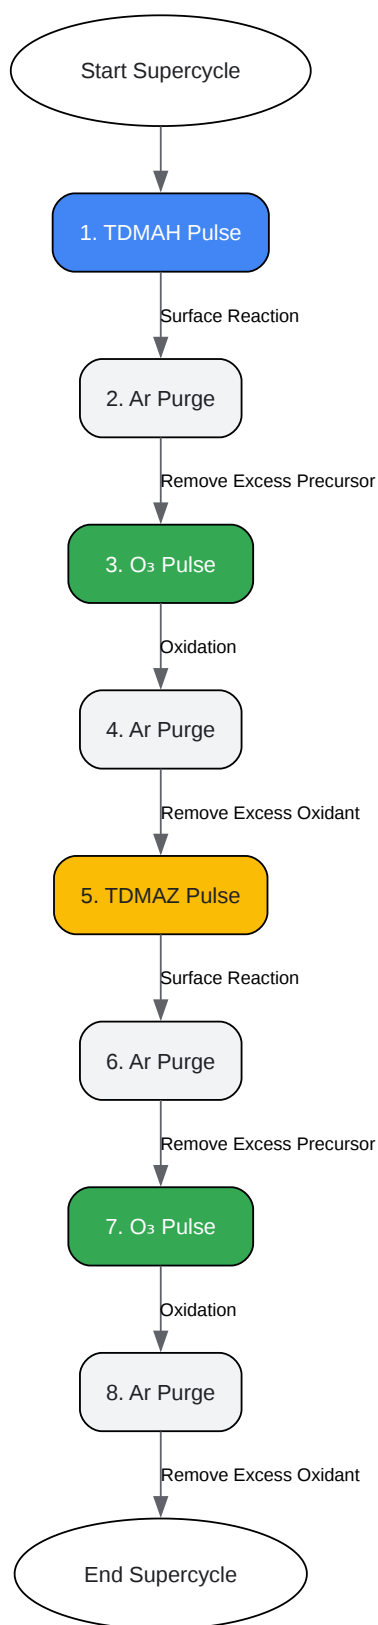 Start Supercycle
1. TDMAH Pulse
Surface Reaction
2. Ar Purge
Remove Excess Precursor
3. O₃ Pulse
Oxidation
4. Ar Purge
Remove Excess Oxidant
5. TDMAZ Pulse
Surface Reaction
6. Ar Purge
Remove Excess Precursor
7. O₃ Pulse
Oxidation
8. Ar Purge
Remove Excess Oxidant
End Supercycle